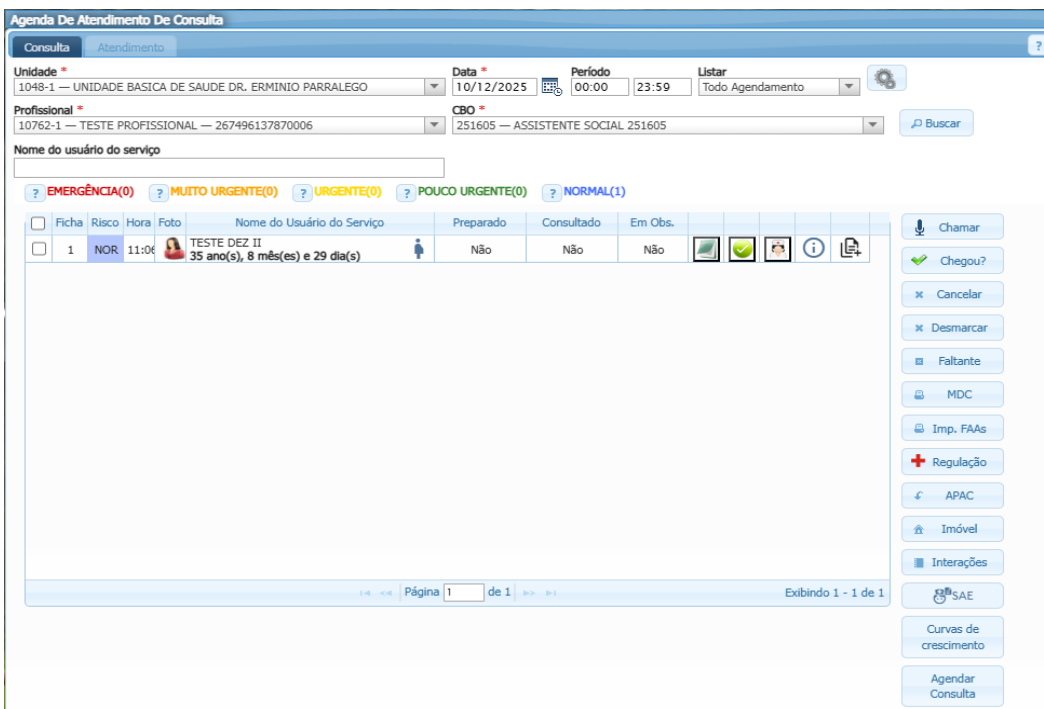 Agenda De Atendimento De Consulta
Consulta Atendimento ?
Unidade * Data * Período Listar
1048-1 — UNIDADE BASICA DE SAUDE DR. ERMINIO PARRALEGO 10/12/2025 00:00 23:59 Todo Agendamento
Profissional * CBO *
10762-1 — TESTE PROFISSIONAL — 267496137870006 251605 — ASSISTENTE SOCIAL 251605 Buscar
Nome do usuário do serviço
? EMERGÊNCIA(0) ? MUITO URGENTE(0) ? URGENTE(0) ? POUCO URGENTE(0) ? NORMAL(1)
Ficha Risco Hora Foto Nome do Usuário do Serviço Preparado Consultado Em Obs.
1 NOR 11:06 TESTE DEZ II Não Não Não
35 ano(s), 8 mês(es) e 29 dia(s)
Página 1 de 1 Exibindo 1 - 1 de 1
Chamar
Chegou?
Cancelar
Desmarcar
Faltante
MDC
Imp. FAAs
Regulação
APAC
Imóvel
Interações
SAE
Curvas de
crescimento
Agendar
Consulta